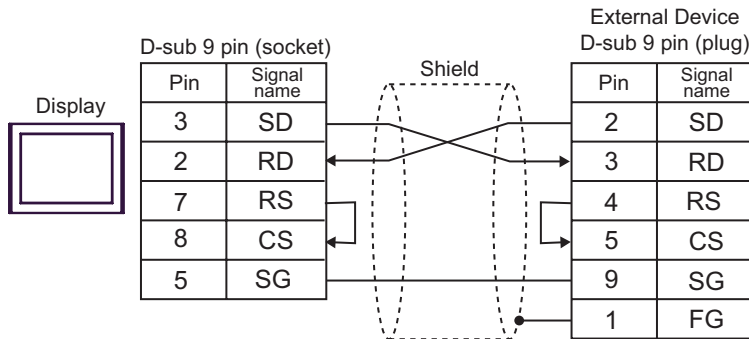 External Device
D-sub 9 pin (socket)
D-sub 9 pin (plug)
Display
Shield
Pin Signal name
3 SD
2 RD
7 RS
8 CS
5 SG
Pin Signal name
2 SD
3 RD
4 RS
5 CS
9 SG
1 FG